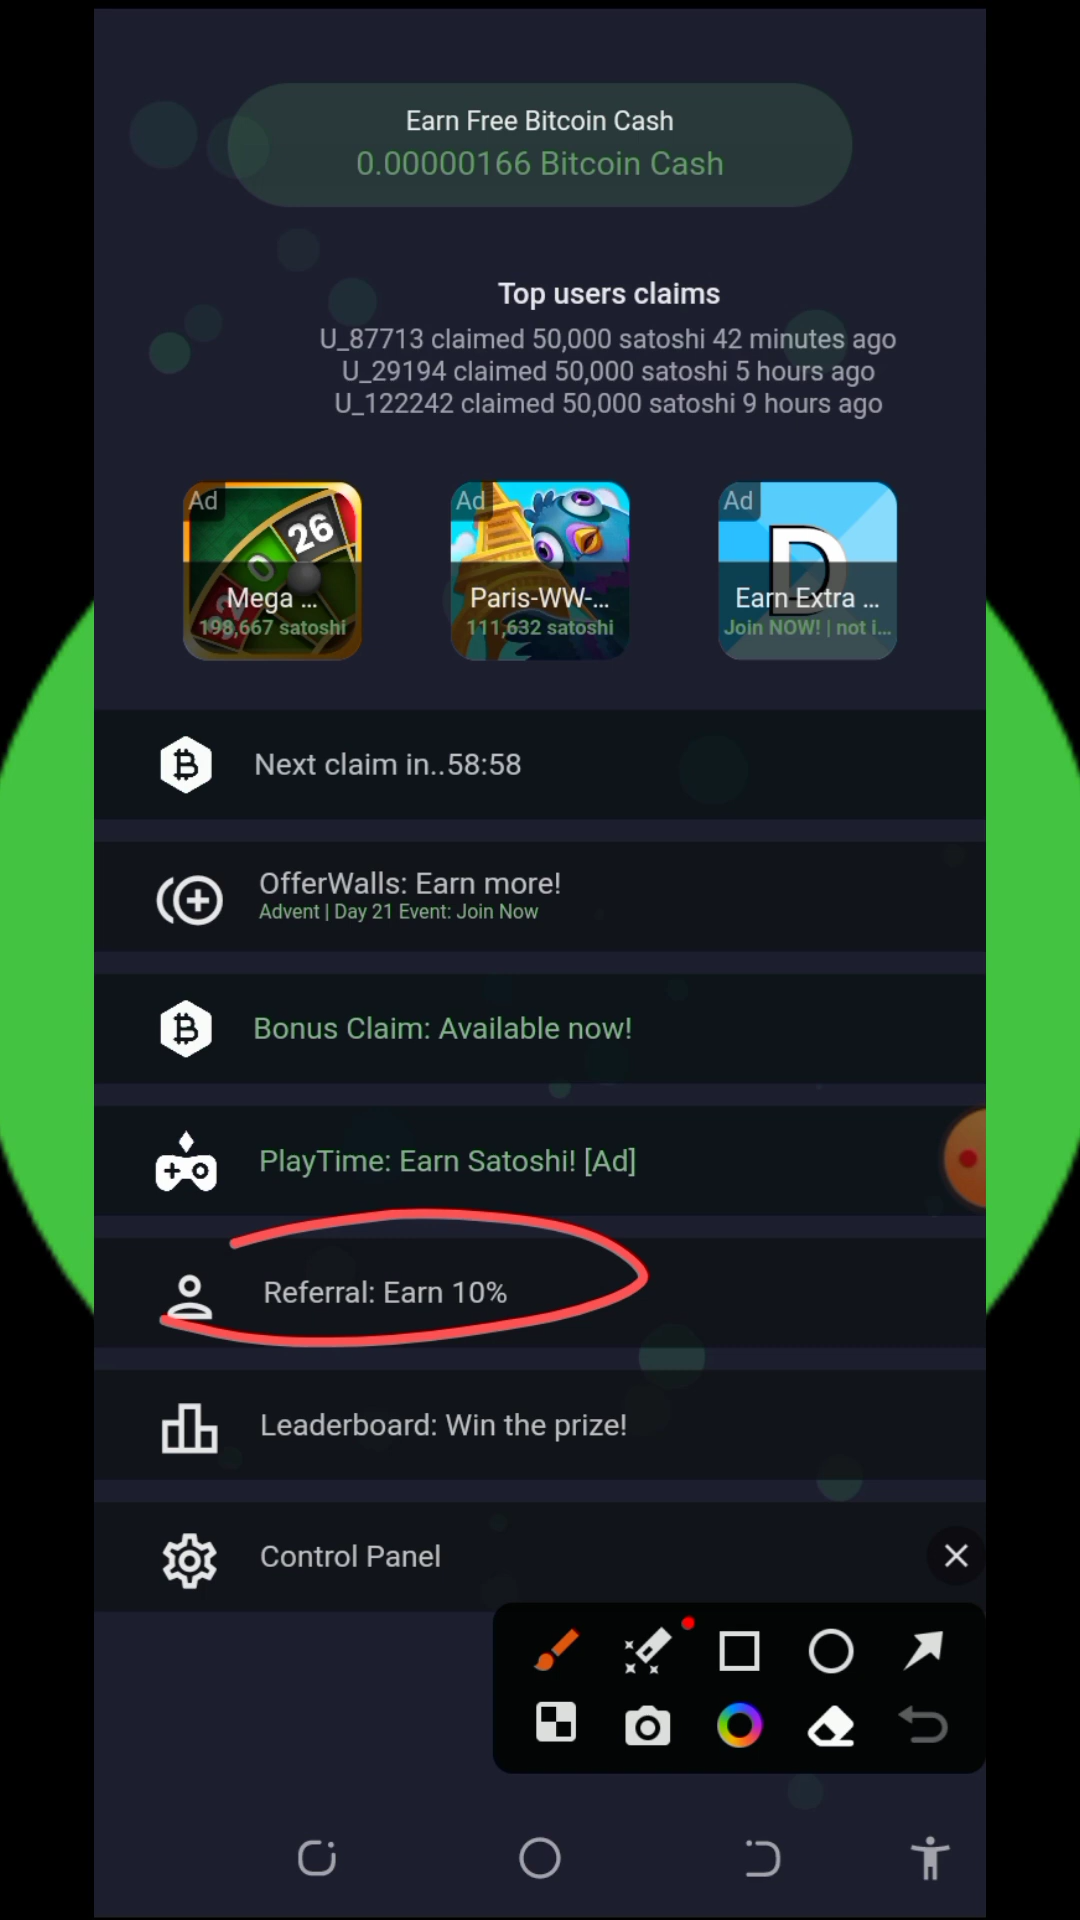 Earn Free Bitcoin Cash
0.00000166 Bitcoin Cash
Top users claims
U_87713 claimed 50,000 satoshi 42 minutes ago
U_29194 claimed 50,000 satoshi 5 hours ago
U_122242 claimed 50,000 satoshi 9 hours ago
Ad
26
0
32
Mega ...
198,667 satoshi
Ad
Paris-WW-...
111,632 satoshi
Ad
D
Earn Extra ...
Join NOW! | not i...
Next claim in..58:58
OfferWalls: Earn more!
Advent | Day 21 Event: Join Now
Bonus Claim: Available now!
PlayTime: Earn Satoshi! [Ad]
Referral: Earn 10%
Leaderboard: Win the prize!
Control Panel